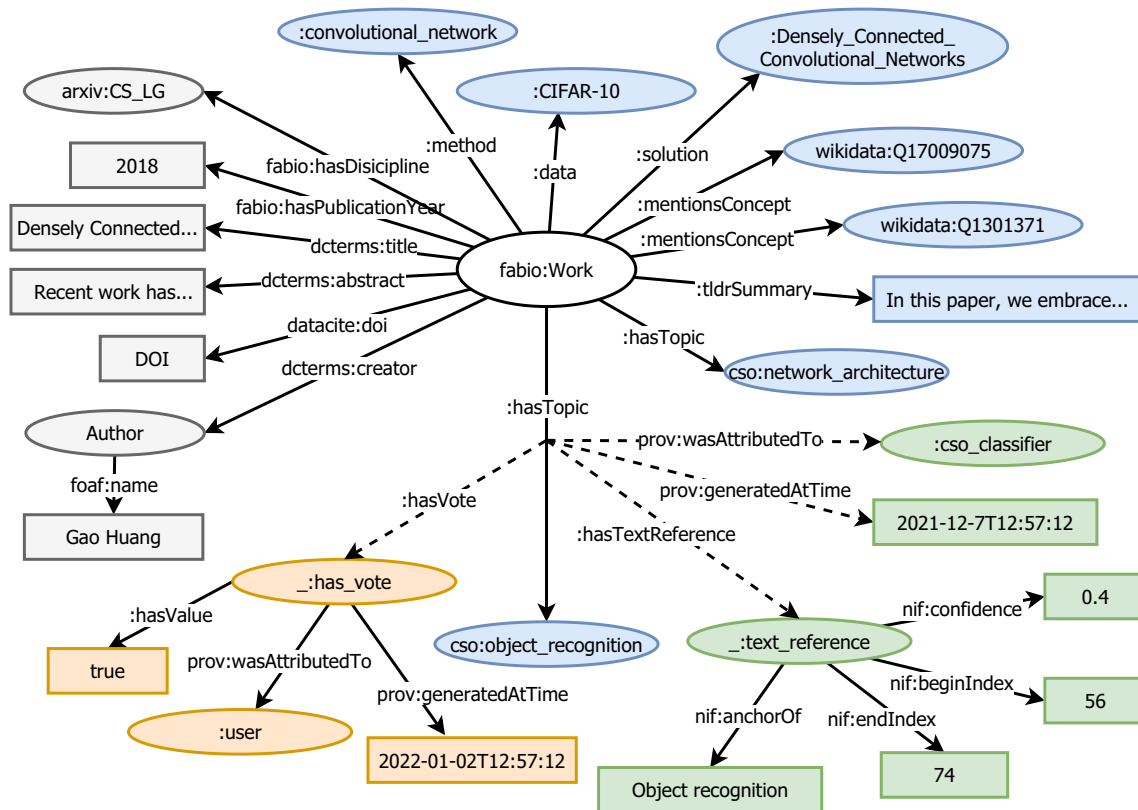 :convolutional_network
:Densely_Connected_
Convolutional_Networks
arxiv:CS_LG
:CIFAR-10
:method
:solution
wikidata:Q17009075
2018
fabio:hasDisicipline
:data
:mentionsConcept
fabio:hasPublicationYear
Densely Connected...
dcterms:title
:mentionsConcept
wikidata:Q1301371
fabio:Work
Recent work has...
dcterms:abstract
:tldrSummary
In this paper, we embrace...
datacite:doi
:hasTopic
DOI
dcterms:creator
cso:network_architecture
:hasTopic
Author
prov:wasAttributedTo
:cso_classifier
foaf:name
:hasVote
prov:generatedAtTime
2021-12-7T12:57:12
Gao Huang
:hasTextReference
_:has_vote
0.4
nif:confidence
:hasValue
cso:object_recognition
_:text_reference
true
prov:wasAttributedTo
nif:beginIndex
56
prov:generatedAtTime
nif:anchorOf
nif:endIndex
:user
2022-01-02T12:57:12
74
Object recognition